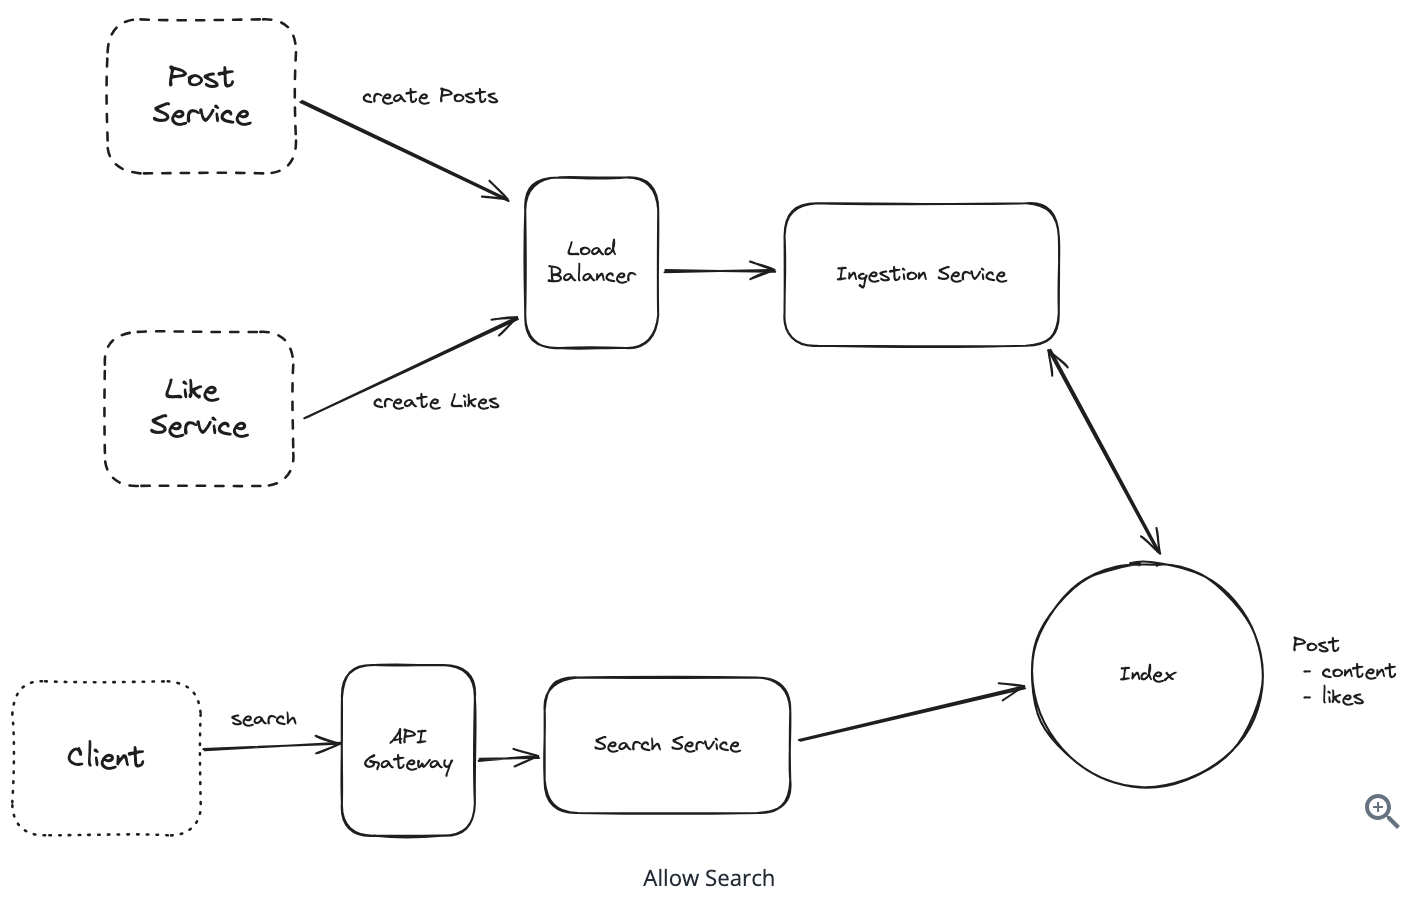 Post
Service
create Posts
Load
Balancer
Ingestion Service
Like
Service
create Likes
Client
search
API
Gateway
Search Service
Index
Post
- content
- likes
Allow Search